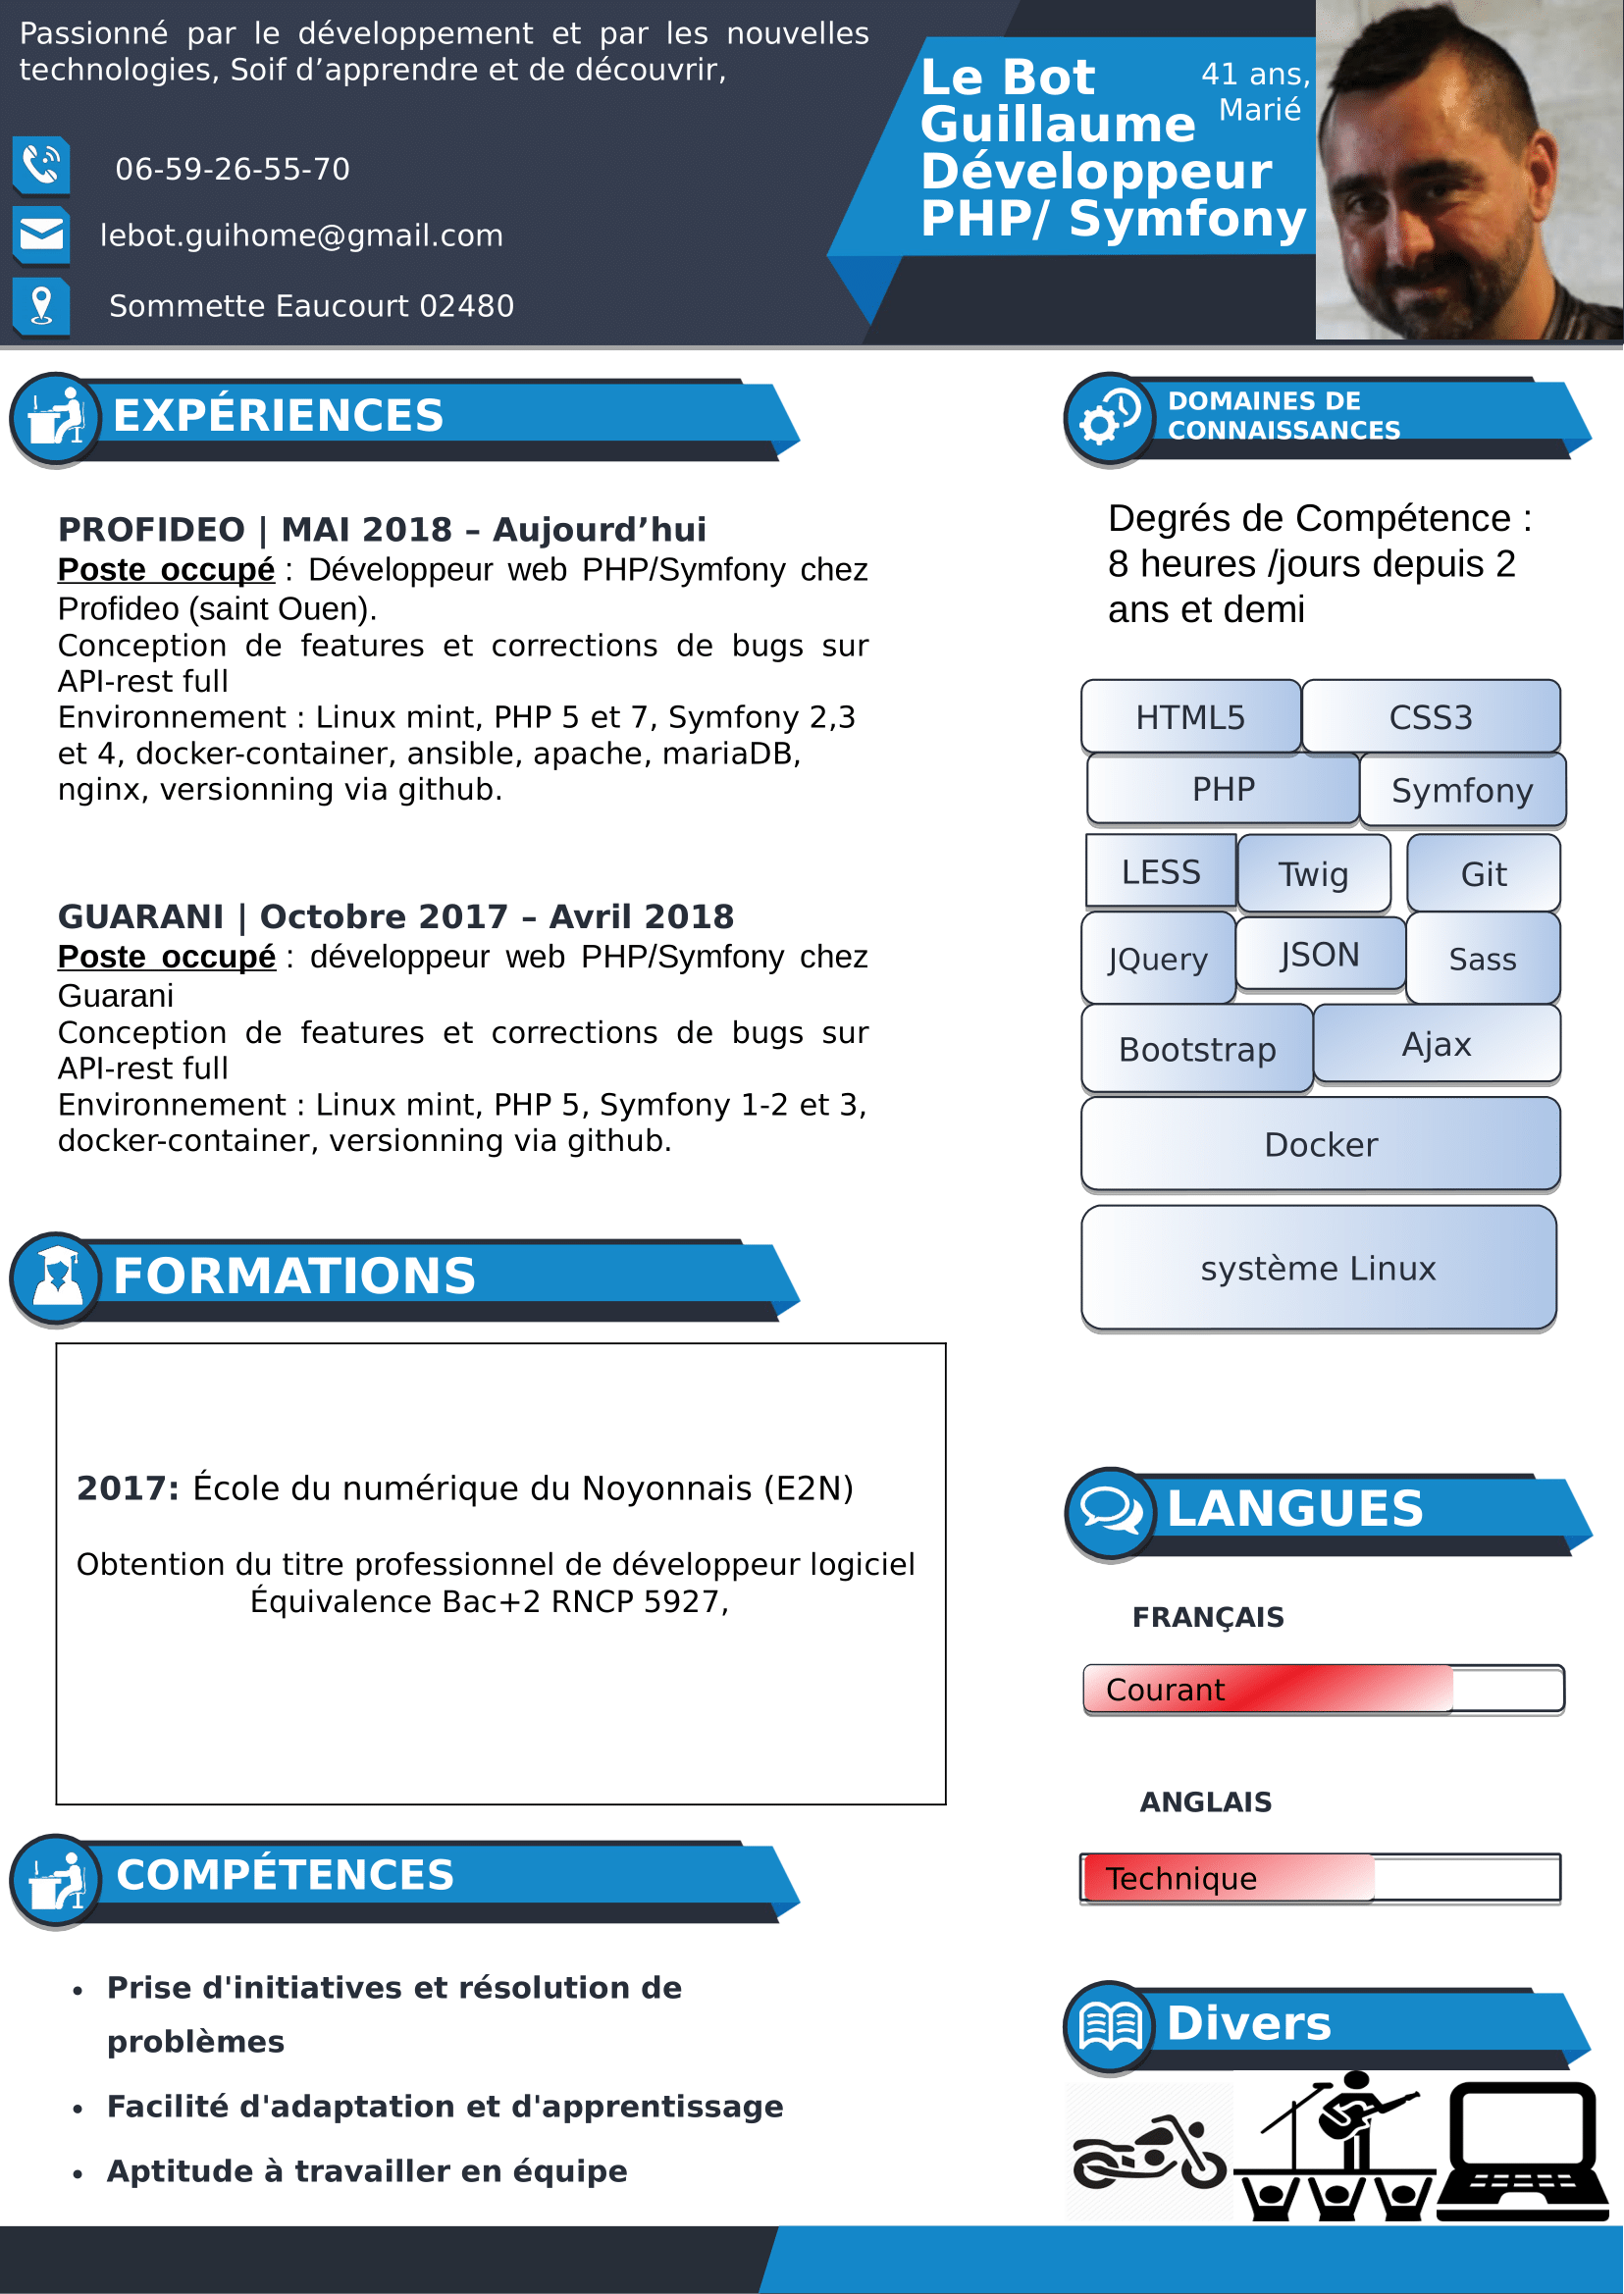 Passionné par le développement et par les nouvelles
technologies, Soif d’apprendre et de découvrir,
06-59-26-55-70
lebot.guihome@gmail.com
Sommette Eaucourt 02480
Le Bot
Guillaume
Développeur
PHP/ Symfony
41 ans,
Marié
EXPÉRIENCES
PROFIDEO | MAI 2018 – Aujourd’hui
Poste occupé : Développeur web PHP/Symfony chez
Profideo (saint Ouen).
Conception de features et corrections de bugs sur
API-rest full
Environnement : Linux mint, PHP 5 et 7, Symfony 2,3
et 4, docker-container, ansible, apache, mariaDB,
nginx, versionning via github.
GUARANI | Octobre 2017 – Avril 2018
Poste occupé : développeur web PHP/Symfony chez
Guarani
Conception de features et corrections de bugs sur
API-rest full
Environnement : Linux mint, PHP 5, Symfony 1-2 et 3,
docker-container, versionning via github.
FORMATIONS
2017: École du numérique du Noyonnais (E2N)
Obtention du titre professionnel de développeur logiciel
Équivalence Bac+2 RNCP 5927,
COMPÉTENCES
• Prise d'initiatives et résolution de
problèmes
• Facilité d'adaptation et d'apprentissage
• Aptitude à travailler en équipe
DOMAINES DE
CONNAISSANCES
Degrés de Compétence :
8 heures /jours depuis 2
ans et demi
HTML5 CSS3
PHP Symfony
LESS Twig Git
JQuery JSON Sass
Bootstrap Ajax
Docker
système Linux
LANGUES
FRANÇAIS
Courant
ANGLAIS
Technique
Divers